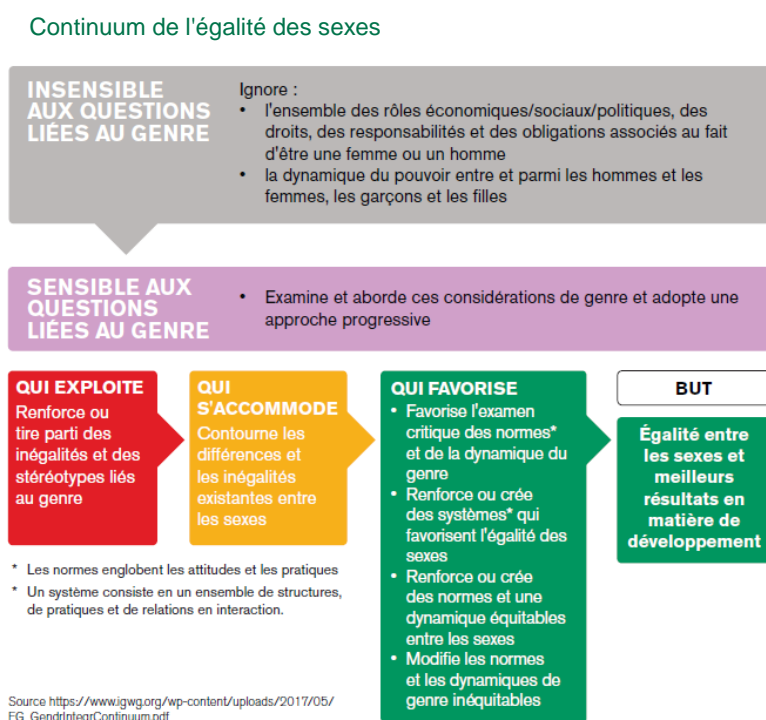 Continuum de l'égalité des sexes
INSENSIBLE
AUX QUESTIONS
LIÉES AU GENRE
Ignore :
• l'ensemble des rôles économiques/sociaux/politiques, des
droits, des responsabilités et des obligations associés au fait
d'être une femme ou un homme
• la dynamique du pouvoir entre et parmi les hommes et les
femmes, les garçons et les filles
SENSIBLE AUX
QUESTIONS
LIÉES AU GENRE
• Examine et aborde ces considérations de genre et adopte une
approche progressive
QUI EXPLOITE
Renforce ou
tire parti des
inégalités et des
stéréotypes liés
au genre
QUI
S'ACCOMMODE
Contourne les
différences et
les inégalités
existantes entre
les sexes
QUI FAVORISE
• Favorise l'examen
critique des normes*
et de la dynamique du
genre
• Renforce ou crée
des systèmes* qui
favorisent l'égalité des
sexes
• Renforce ou crée
des normes et une
dynamique équitables
entre les sexes
• Modifie les normes
et les dynamiques de
genre inéquitables
BUT
Égalité entre
les sexes et
meilleurs
résultats en
matière de
développement
* Les normes englobent les attitudes et les pratiques
* Un système consiste en un ensemble de structures,
de pratiques et de relations en interaction.
Source https://www.igwg.org/wp-content/uploads/2017/05/
FG_GendrIntegrContinuum.pdf